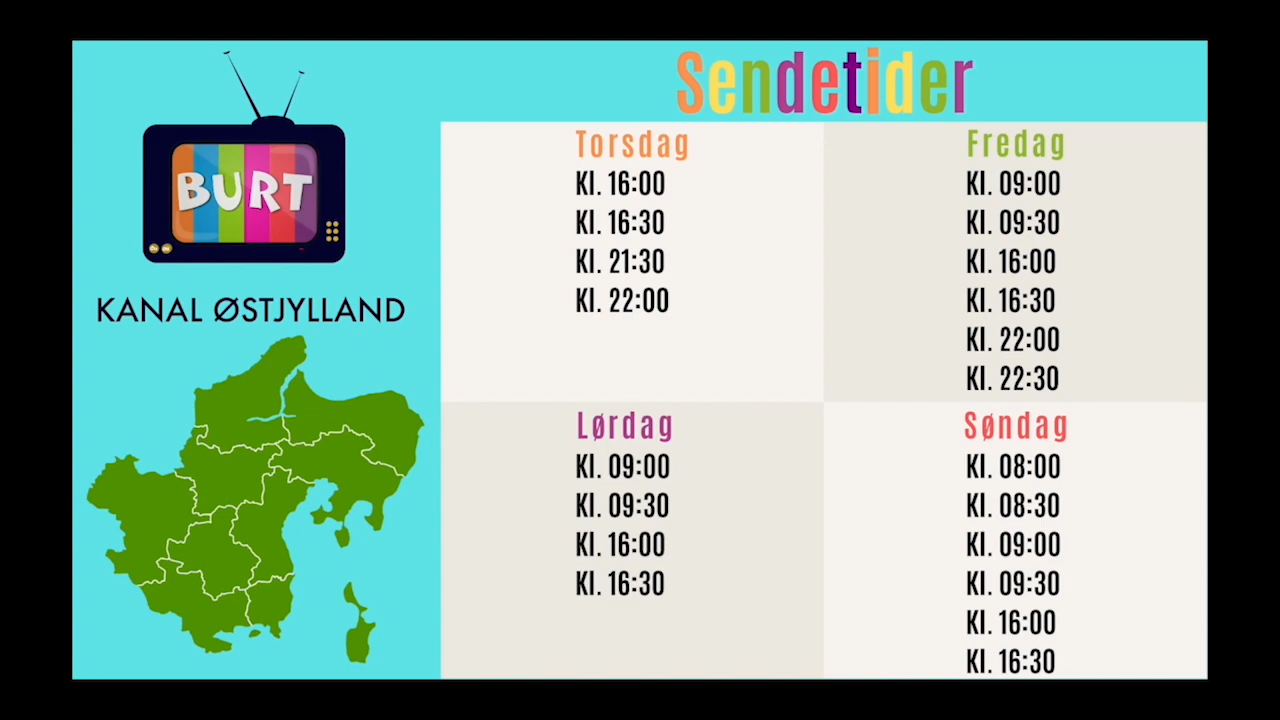 BURT
KANAL ØSTJYLLAND
Sendetider
Torsdag
Kl. 16:00
Kl. 16:30
Kl. 21:30
Kl. 22:00
Fredag
Kl. 09:00
Kl. 09:30
Kl. 16:00
Kl. 16:30
Kl. 22:00
Kl. 22:30
Lørdag
Kl. 09:00
Kl. 09:30
Kl. 16:00
Kl. 16:30
Søndag
Kl. 08:00
Kl. 08:30
Kl. 09:00
Kl. 09:30
Kl. 16:00
Kl. 16:30